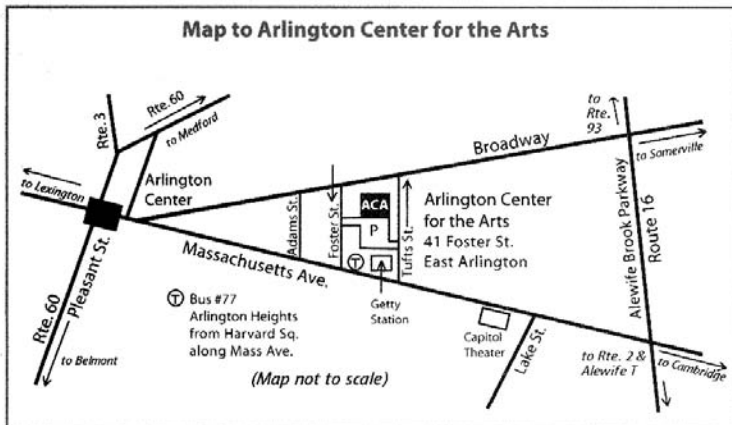 Map to Arlington Center for the Arts
Rte. 3
Rte. 60
to Medford
to Lexington
Arlington
Center
Broadway
to
Rte.
93
to Somerville
Adams St.
Foster St.
ACA
P
Tufts St.
Arlington Center
for the Arts
41 Foster St.
East Arlington
Alewife Brook Parkway
Route 16
Massachusetts Ave.
T
Getty
Station
Rte. 60
Pleasant St.
to Belmont
T Bus #77
Arlington Heights
from Harvard Sq.
along Mass Ave.
(Map not to scale)
Capitol
Theater
Lake St.
to Rte. 2 &
Alewife T
to Cambridge